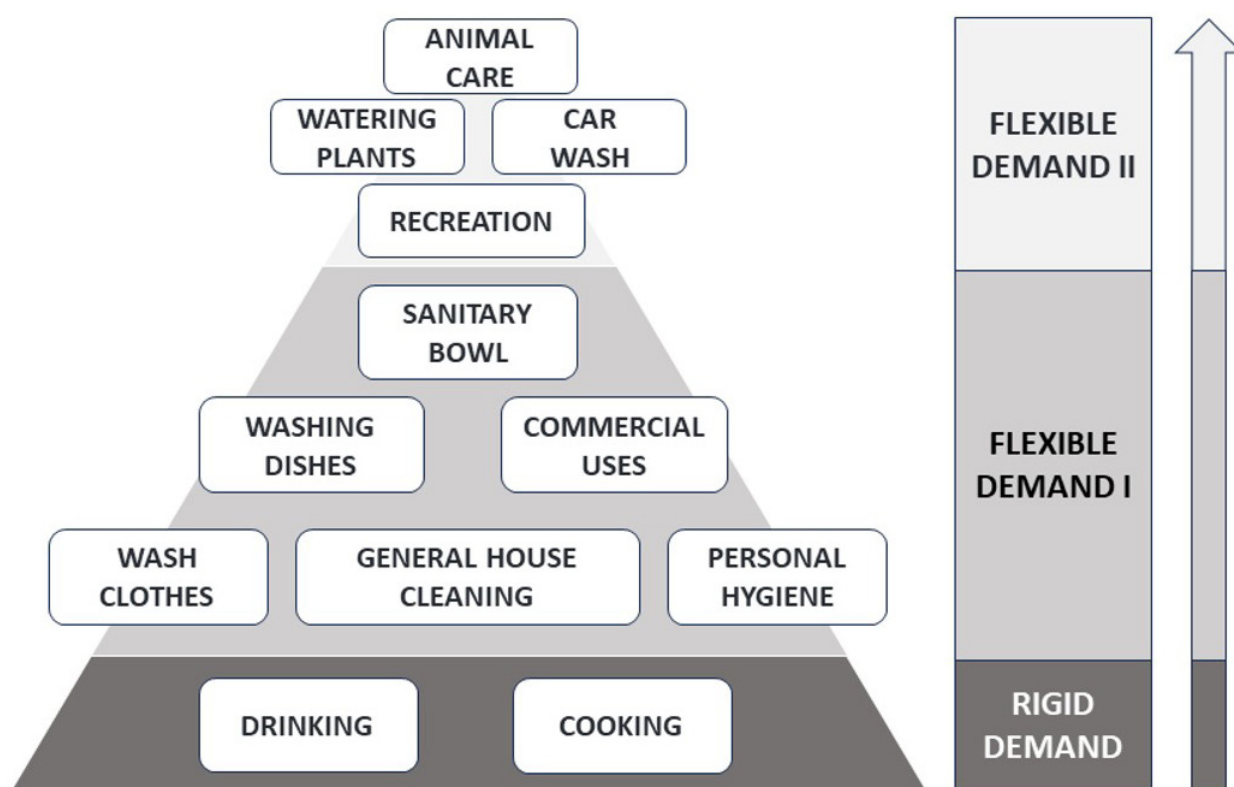 ANIMAL
CARE
WATERING
PLANTS
CAR
WASH
RECREATION
SANITARY
BOWL
WASHING
DISHES
COMMERCIAL
USES
WASH
CLOTHES
GENERAL HOUSE
CLEANING
PERSONAL
HYGIENE
DRINKING
COOKING
FLEXIBLE
DEMAND II
FLEXIBLE
DEMAND I
RIGID
DEMAND